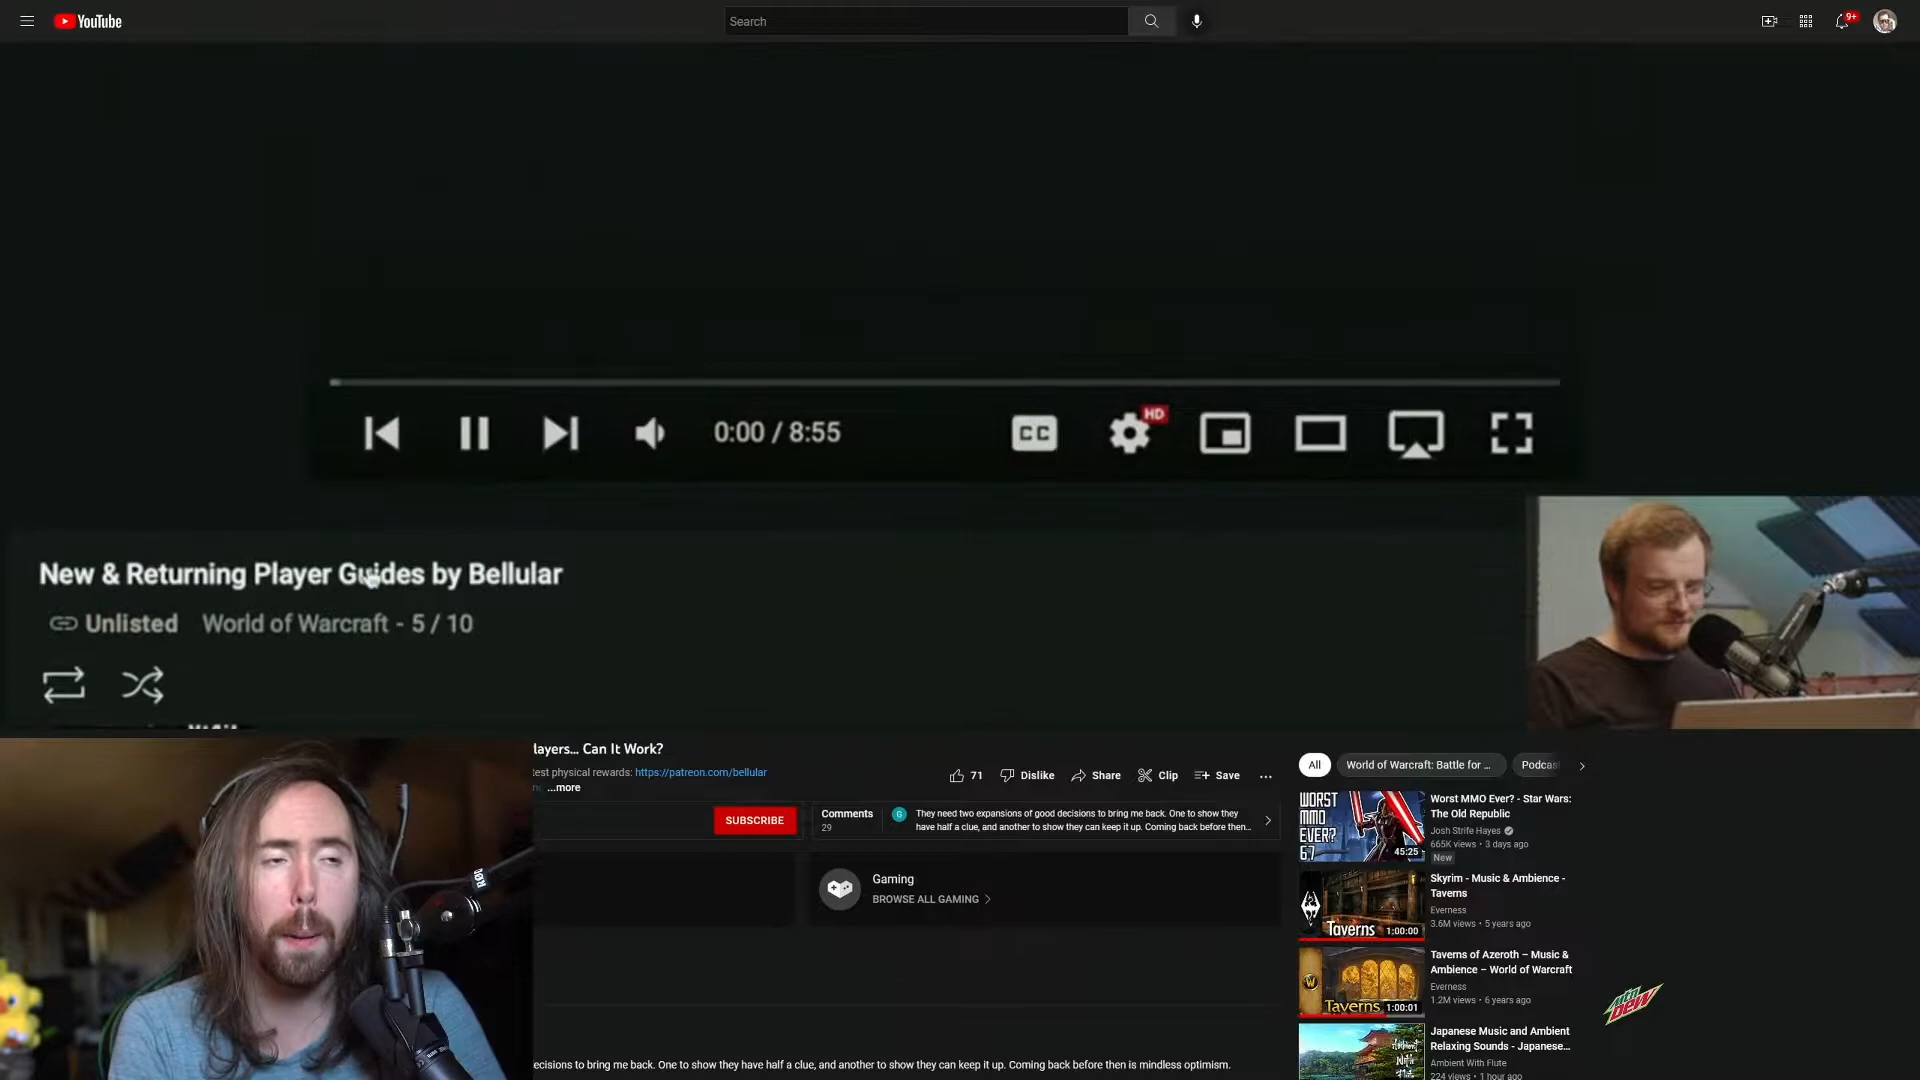 YouTube
Search
9+
HD
CC
0:00 / 8:55
New & Returning Player Guides by Bellular
Unlisted World of Warcraft - 5 / 10
layers... Can It Work?
test physical rewards: https://patreon.com/bellular
...more
71 Dislike Share Clip Save
SUBSCRIBE
Comments
29
G
They need two expansions of good decisions to bring me back. One to show they
have half a clue, and another to show they can keep it up. Coming back before then...
Gaming
BROWSE ALL GAMING
ecisions to bring me back. One to show they have half a clue, and another to show they can keep it up. Coming back before then is mindless optimism.
All World of Warcraft: Battle for ... Podcas
WORST
MMO
EVER?
67
45:25
Worst MMO Ever? - Star Wars:
The Old Republic
Josh Strife Hayes
665K views • 3 days ago
New
Taverns
1:00:00
Skyrim - Music & Ambience -
Taverns
Everness
3.6M views • 5 years ago
Taverns
1:00:01
Taverns of Azeroth – Music &
Ambience – World of Warcraft
Everness
1.2M views • 6 years ago
Japanese Music and Ambient
Relaxing Sounds - Japanese...
Ambient With Flute
224 views • 1 hour ago
mtn
DEW